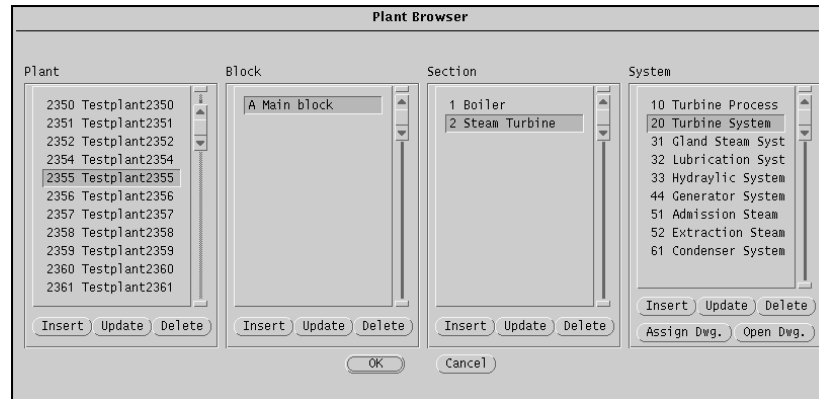 Plant Browser
Plant
2350 Testplant2350
2351 Testplant2351
2352 Testplant2352
2354 Testplant2354
2355 Testplant2355
2356 Testplant2356
2357 Testplant2357
2358 Testplant2358
2359 Testplant2359
2360 Testplant2360
2361 Testplant2361
Insert Update Delete
Block
A Main block
Insert Update Delete
Section
1 Boiler
2 Steam Turbine
Insert Update Delete
System
10 Turbine Process
20 Turbine System
31 Gland Steam Syst
32 Lubrication Syst
33 Hydraylic System
44 Generator System
51 Admission Steam
52 Extraction Steam
61 Condenser System
Insert Update Delete
Assign Dwg. Open Dwg.
OK Cancel